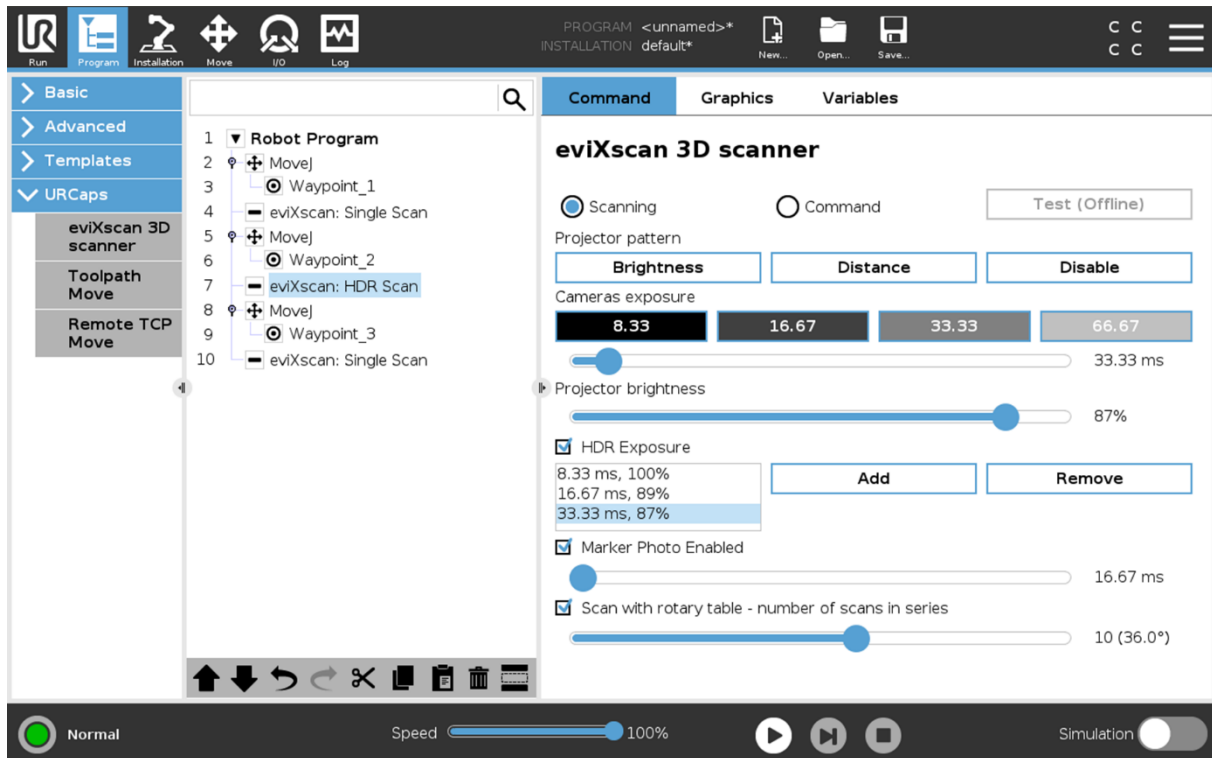 UR
Run
Program
Installation
Move
I/O
Log
PROGRAM <unnamed>*
INSTALLATION default*
New...
Open...
Save...
C C
C C
Basic
Advanced
Templates
URCaps
eviXscan 3D
scanner
Toolpath
Move
Remote TCP
Move
1 Robot Program
2 MoveJ
3 Waypoint_1
4 eviXscan: Single Scan
5 MoveJ
6 Waypoint_2
7 eviXscan: HDR Scan
8 MoveJ
9 Waypoint_3
10 eviXscan: Single Scan
Command Graphics Variables
eviXscan 3D scanner
Scanning Command Test (Offline)
Projector pattern
Brightness Distance Disable
Cameras exposure
8.33 16.67 33.33 66.67
33.33 ms
Projector brightness
87%
HDR Exposure
8.33 ms, 100%
16.67 ms, 89%
33.33 ms, 87%
Add Remove
Marker Photo Enabled
16.67 ms
Scan with rotary table - number of scans in series
10 (36.0°)
Normal
Speed 100%
Simulation